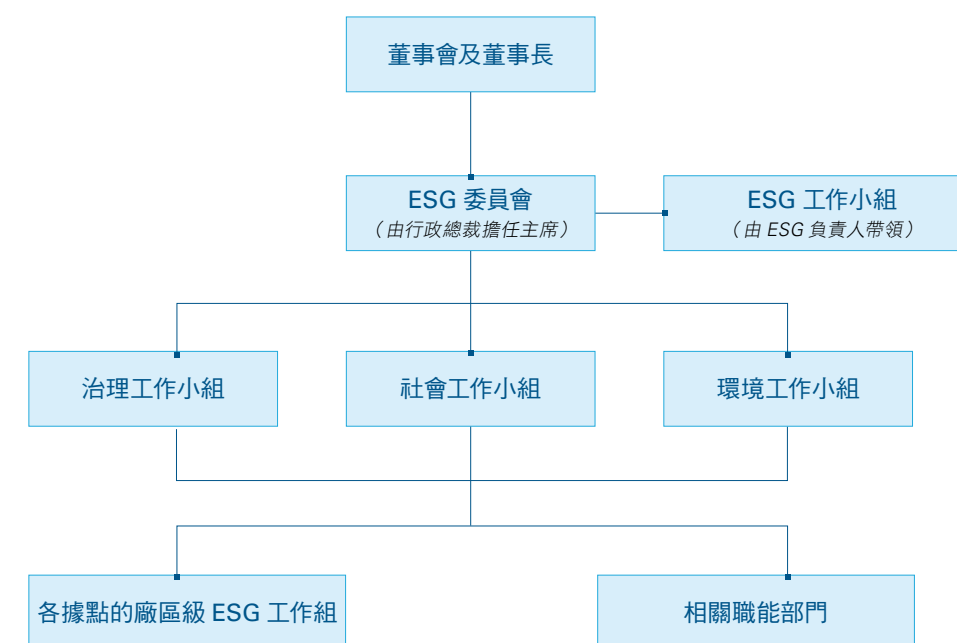 董事會及董事長
ESG 委員會
（由行政總裁擔任主席）
ESG 工作小組
（由 ESG 負責人帶領）
治理工作小組
社會工作小組
環境工作小組
各據點的廠區級 ESG 工作組
相關職能部門